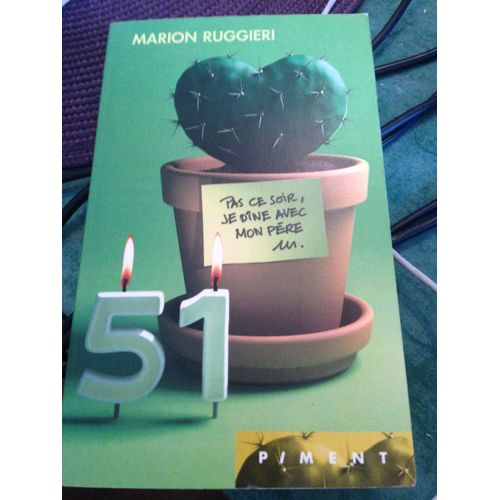 MARION RUGGIERI
PAS CE SOIR,
JE DÎNE AVEC
MON PÈRE
m.
51
PIMENT